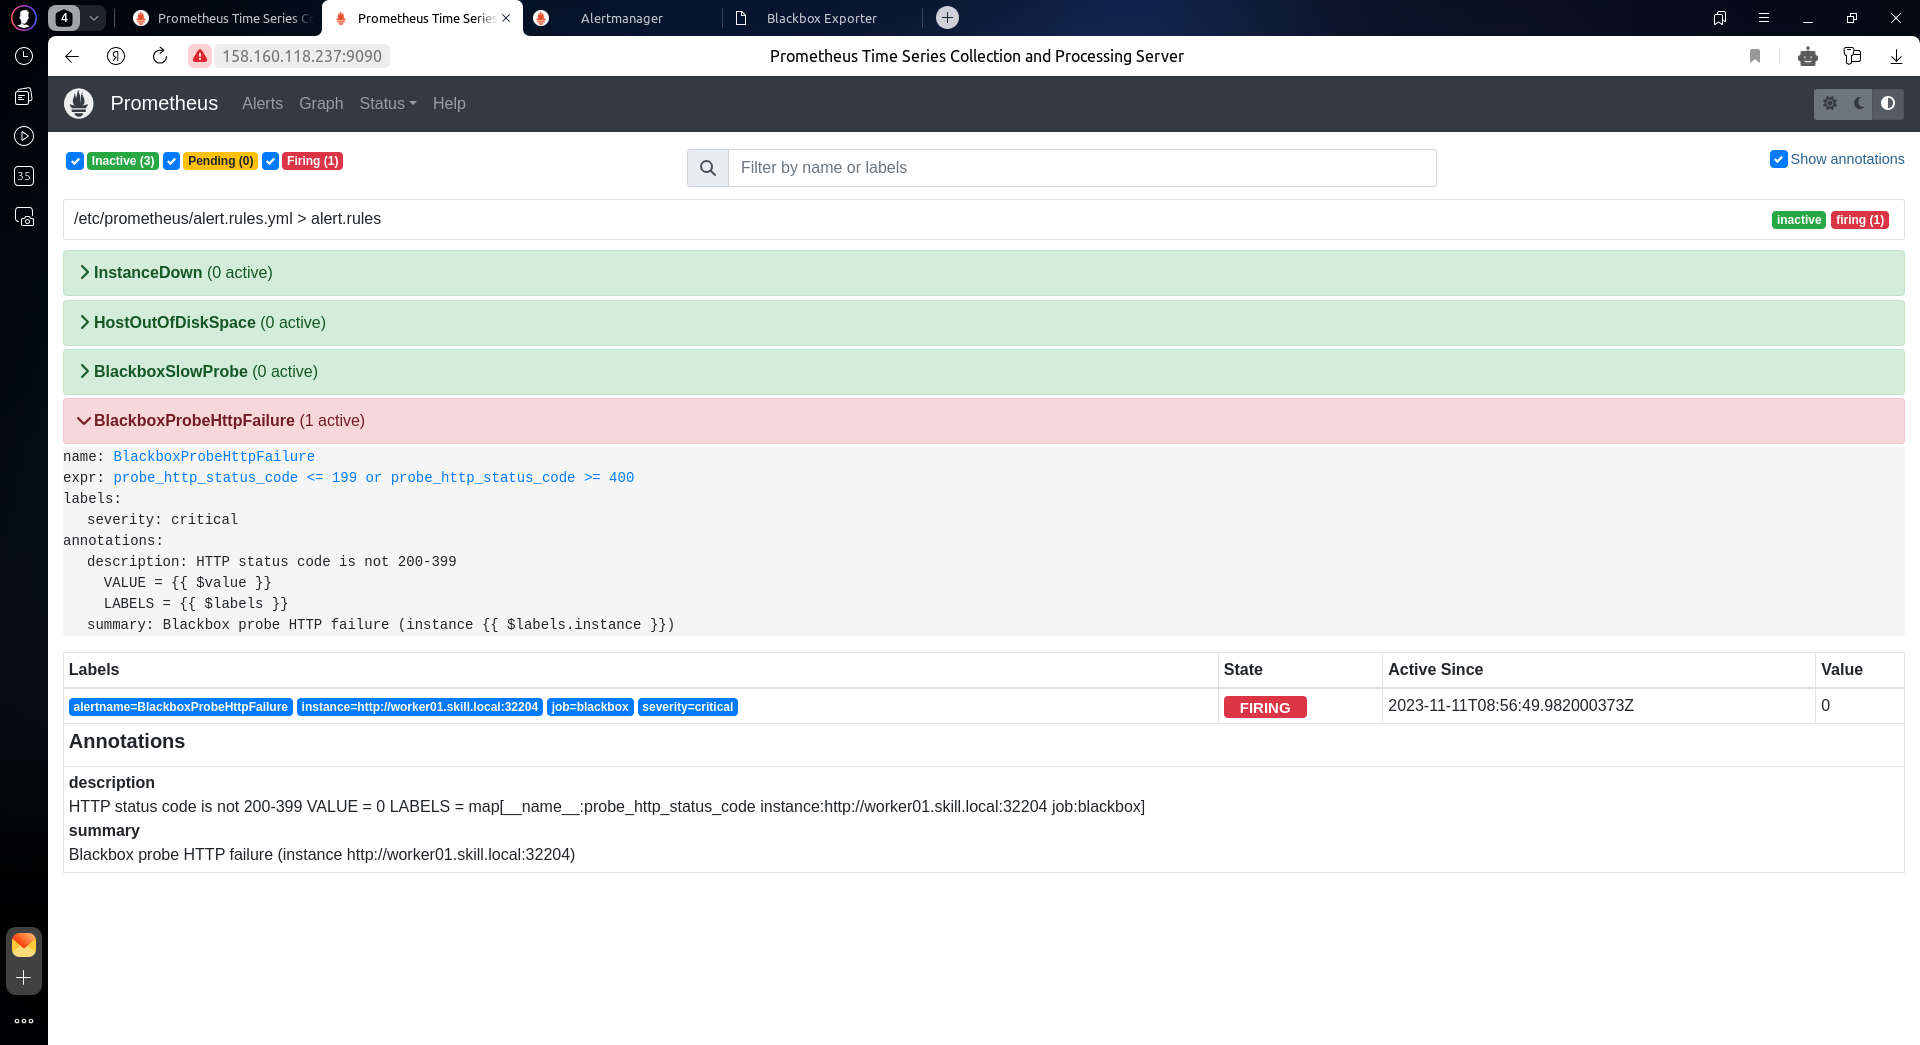 4
Prometheus Time Series Co
Prometheus Time Series
Alertmanager
Blackbox Exporter
Я
158.160.118.237:9090
Prometheus Time Series Collection and Processing Server
35
Prometheus
Alerts
Graph
Status
Help
Inactive (3)
Pending (0)
Firing (1)
Filter by name or labels
Show annotations
/etc/prometheus/alert.rules.yml > alert.rules
inactive
firing (1)
InstanceDown (0 active)
HostOutOfDiskSpace (0 active)
BlackboxSlowProbe (0 active)
BlackboxProbeHttpFailure (1 active)
name: BlackboxProbeHttpFailure
expr: probe_http_status_code <= 199 or probe_http_status_code >= 400
labels:
severity: critical
annotations:
description: HTTP status code is not 200-399
VALUE = {{ $value }}
LABELS = {{ $labels }}
summary: Blackbox probe HTTP failure (instance {{ $labels.instance }})
Labels
State
Active Since
Value
alertname=BlackboxProbeHttpFailure
instance=http://worker01.skill.local:32204
job=blackbox
severity=critical
FIRING
2023-11-11T08:56:49.982000373Z
0
Annotations
description
HTTP status code is not 200-399 VALUE = 0 LABELS = map[__name__:probe_http_status_code instance:http://worker01.skill.local:32204 job:blackbox]
summary
Blackbox probe HTTP failure (instance http://worker01.skill.local:32204)